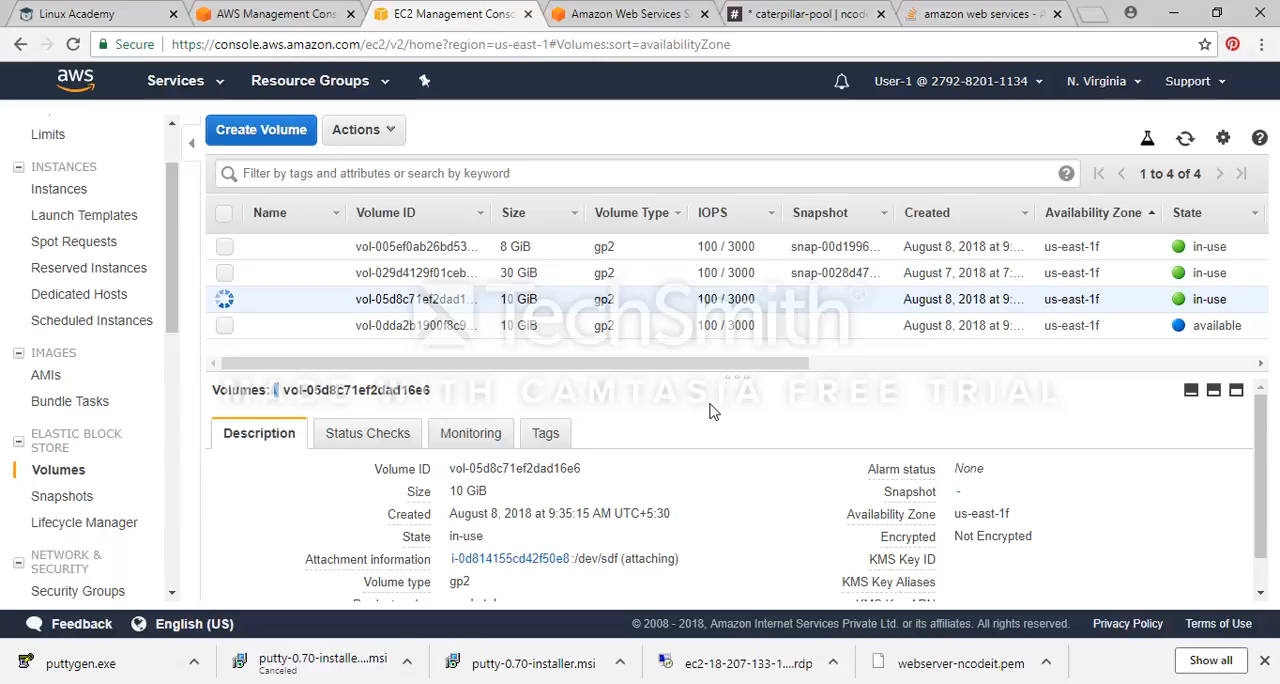 Linux Academy
AWS Management Cons
EC2 Management Cons
Amazon Web Services S
* caterpillar-pool | ncode
amazon web services - A
Secure
https://console.aws.amazon.com/ec2/v2/home?region=us-east-1#Volumes:sort=availabilityZone
aws
Services
Resource Groups
User-1 @ 2792-8201-1134
N. Virginia
Support
Limits
INSTANCES
Instances
Launch Templates
Spot Requests
Reserved Instances
Dedicated Hosts
Scheduled Instances
IMAGES
AMIs
Bundle Tasks
ELASTIC BLOCK
STORE
Volumes
Snapshots
Lifecycle Manager
NETWORK &
SECURITY
Security Groups
Create Volume
Actions
Filter by tags and attributes or search by keyword
1 to 4 of 4
Name Volume ID Size Volume Type IOPS Snapshot Created Availability Zone State
vol-005ef0ab26bd53... 8 GiB gp2 100 / 3000 snap-00d1996... August 8, 2018 at 9:... us-east-1f in-use
vol-029d4129f01ceb... 30 GiB gp2 100 / 3000 snap-0028d47... August 7, 2018 at 7:... us-east-1f in-use
vol-05d8c71ef2dad1... 10 GiB gp2 100 / 3000 August 8, 2018 at 9:... us-east-1f in-use
vol-0dda2b1900f8c9... 10 GiB gp2 100 / 3000 August 8, 2018 at 9:... us-east-1f available
TechSmith
MADE WITH CAMTASIA FREE TRIAL
Volumes: vol-05d8c71ef2dad16e6
Description
Status Checks
Monitoring
Tags
Volume ID vol-05d8c71ef2dad16e6
Size 10 GiB
Created August 8, 2018 at 9:35:15 AM UTC+5:30
State in-use
Attachment information i-0d814155cd42f50e8:/dev/sdf (attaching)
Volume type gp2
Alarm status None
Snapshot -
Availability Zone us-east-1f
Encrypted Not Encrypted
KMS Key ID
KMS Key Aliases
Feedback
English (US)
© 2008 - 2018, Amazon Internet Services Private Ltd. or its affiliates. All rights reserved.
Privacy Policy
Terms of Use
puttygen.exe
putty-0.70-installe....msi
Canceled
putty-0.70-installer.msi
ec2-18-207-133-1....rdp
webserver-ncodeit.pem
Show all